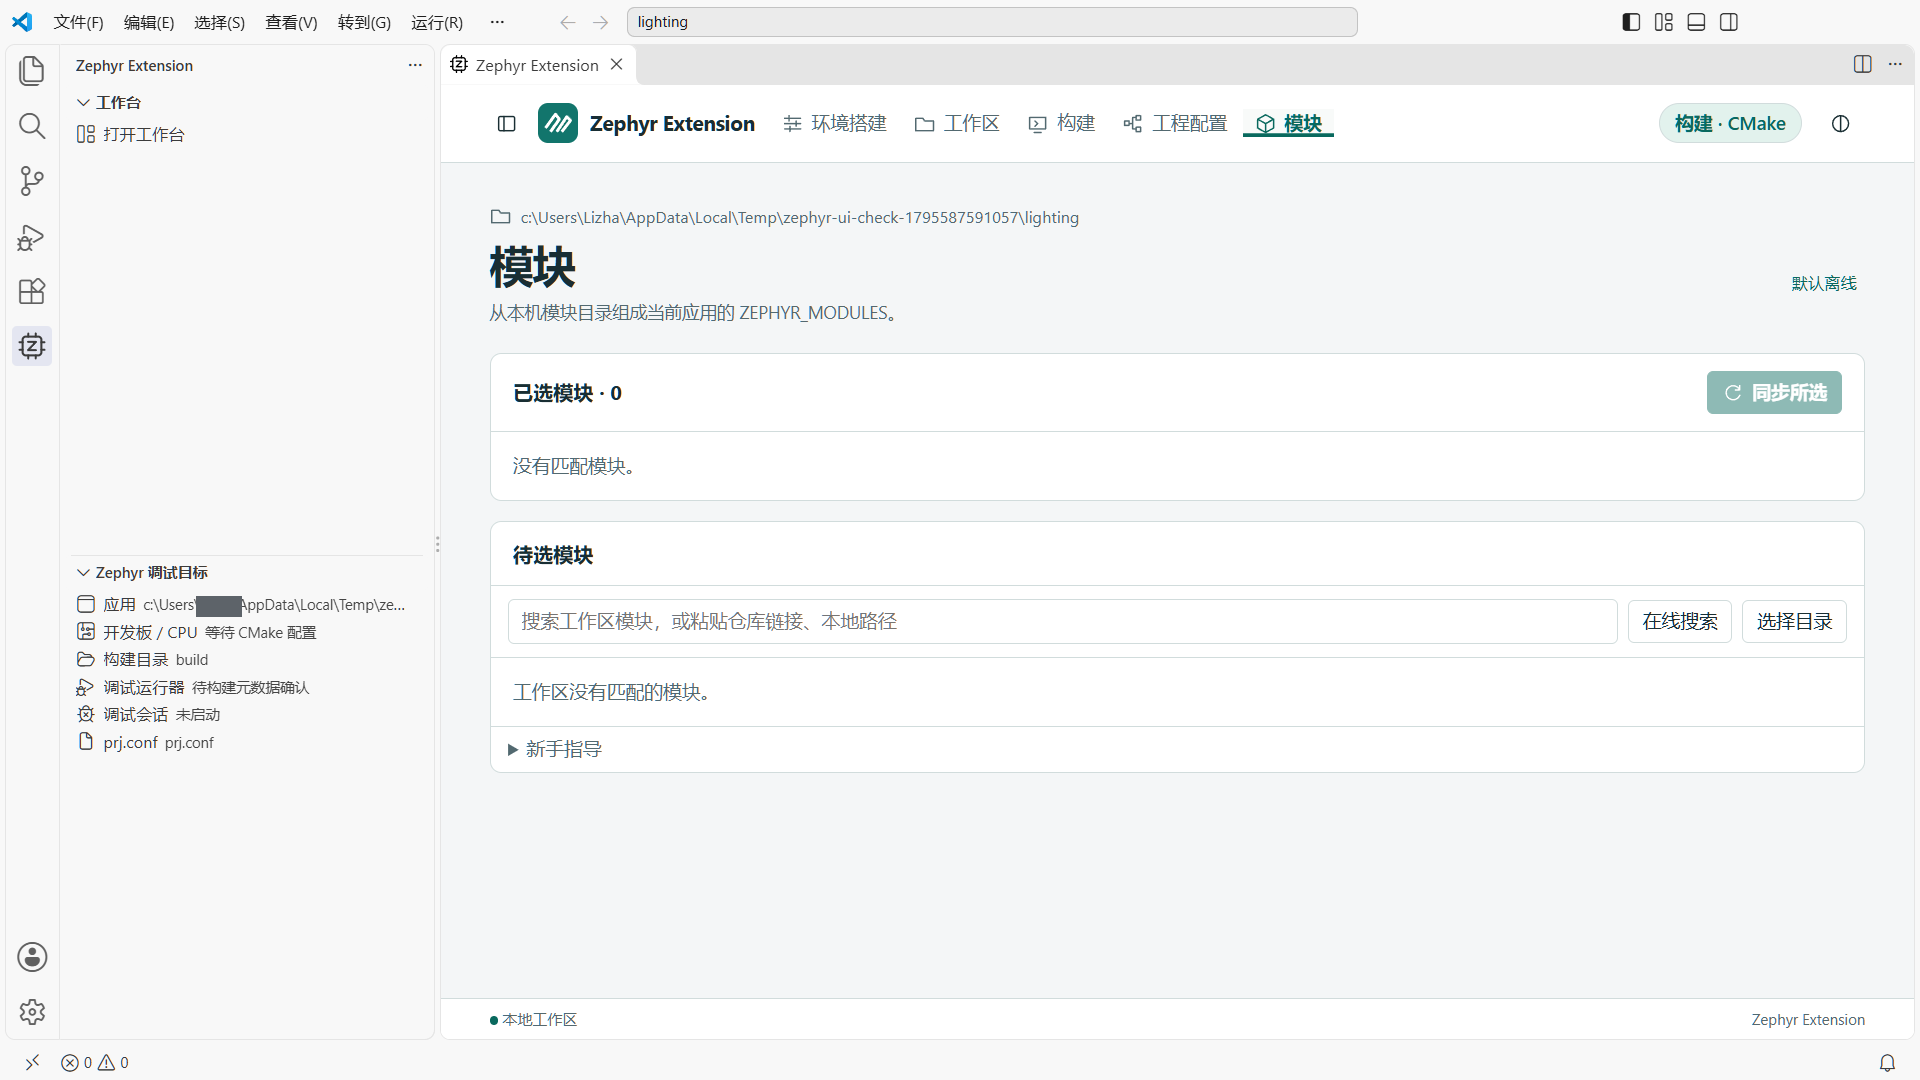 文件(F) 编辑(E) 选择(S) 查看(V) 转到(G) 运行(R) ···
lighting
Zephyr Extension
工作台
打开工作台
Zephyr 调试目标
应用 c:\Users\ AppData\Local\Temp\ze...
开发板 / CPU 等待 CMake 配置
构建目录 build
调试运行器 待构建元数据确认
调试会话 未启动
prj.conf prj.conf
Zephyr Extension
Zephyr Extension 环境搭建 工作区 构建 工程配置 模块 构建 · CMake
c:\Users\Lizha\AppData\Local\Temp\zephyr-ui-check-1795587591057\lighting
模块
默认离线
从本机模块目录组成当前应用的 ZEPHYR_MODULES。
已选模块 · 0 同步所选
没有匹配模块。
待选模块
搜索工作区模块，或粘贴仓库链接、本地路径 在线搜索 选择目录
工作区没有匹配的模块。
新手指导
本地工作区 Zephyr Extension
0 0